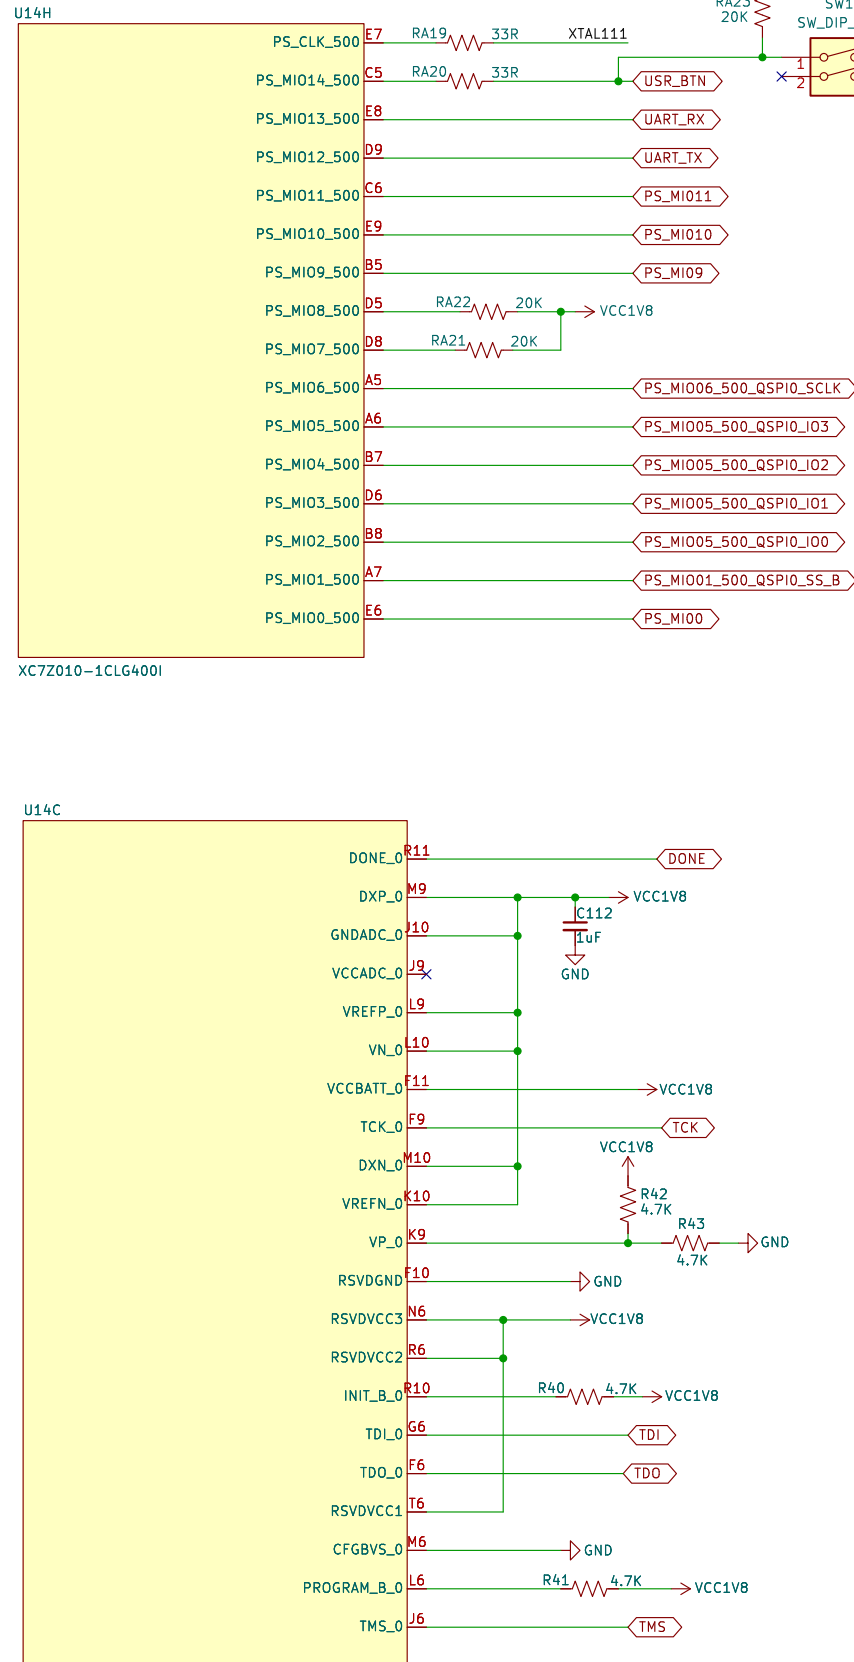 RA23
20K
SW1
SW_DIP_
1
2
U14H
PS_CLK_500 E7 RA19 33R XTAL111
PS_MIO14_500 C5 RA20 33R USR_BTN
PS_MIO13_500 E8 UART_RX
PS_MIO12_500 D9 UART_TX
PS_MIO11_500 C6 PS_MI011
PS_MIO10_500 E9 PS_MI010
PS_MIO9_500 B5 PS_MI09
PS_MIO8_500 D5 RA22 20K VCC1V8
PS_MIO7_500 D8 RA21 20K
PS_MIO6_500 A5 PS_MIO06_500_QSPI0_SCLK
PS_MIO5_500 A6 PS_MIO05_500_QSPI0_IO3
PS_MIO4_500 B7 PS_MIO05_500_QSPI0_IO2
PS_MIO3_500 D6 PS_MIO05_500_QSPI0_IO1
PS_MIO2_500 B8 PS_MIO05_500_QSPI0_IO0
PS_MIO1_500 A7 PS_MIO01_500_QSPI0_SS_B
PS_MIO0_500 E6 PS_MI00
XC7Z010-1CLG400I
U14C
DONE_0 R11 DONE
DXP_0 M9 VCC1V8
C112
1uF
GND
GNDADC_0 J10
VCCADC_0 J9
VREFP_0 L9
VN_0 L10
VCCBATT_0 F11 VCC1V8
TCK_0 F9 TCK
DXN_0 M10
VCC1V8
R42
4.7K
VREFN_0 K10
VP_0 K9 R43 4.7K GND
RSVDGND F10 GND
RSVDVCC3 N6 VCC1V8
RSVDVCC2 R6
INIT_B_0 R10 R40 4.7K VCC1V8
TDI_0 G6 TDI
TDO_0 F6 TDO
RSVDVCC1 T6
CFGBVS_0 M6 GND
PROGRAM_B_0 L6 R41 4.7K VCC1V8
TMS_0 J6 TMS